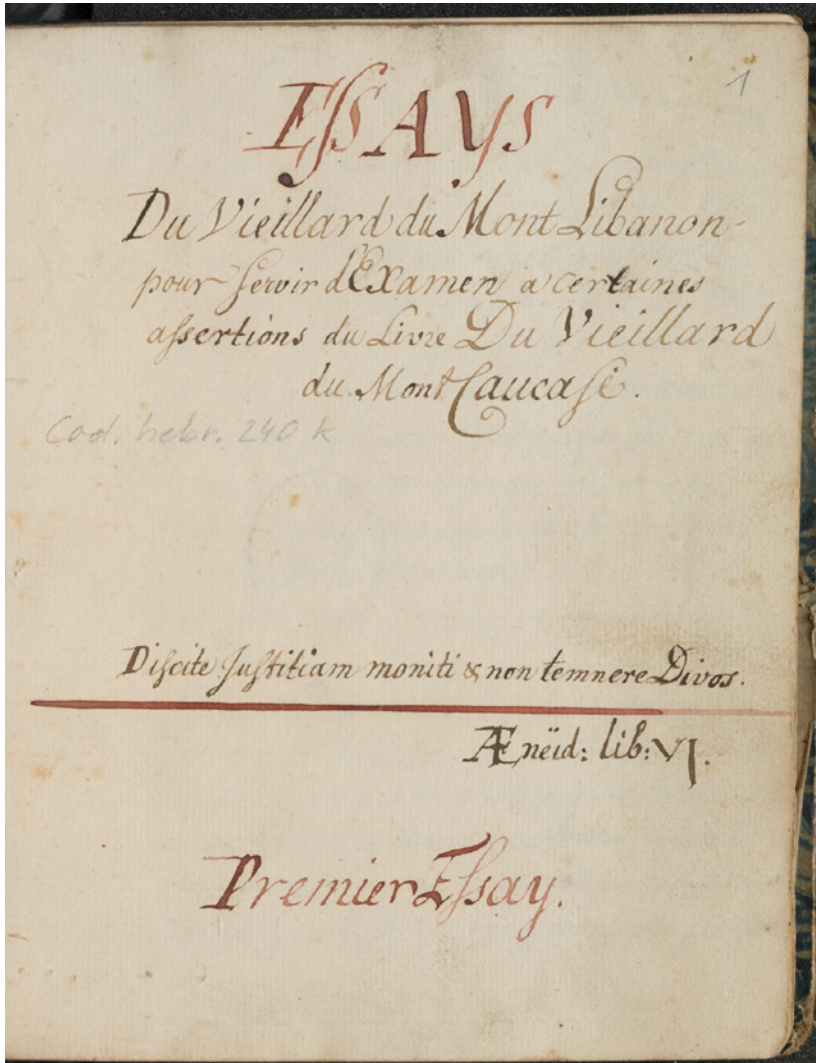 1
ESSAYS
Du Vieillard du Mont Libanon
pour servir d'Examen a certaines
assertions du Livre Du Vieillard
du Mont Caucase.
Cod. hebr. 240 k
Discite Justitiam moniti & non temnere Divos.
Ænëid: lib: VI.
Premier Essay.